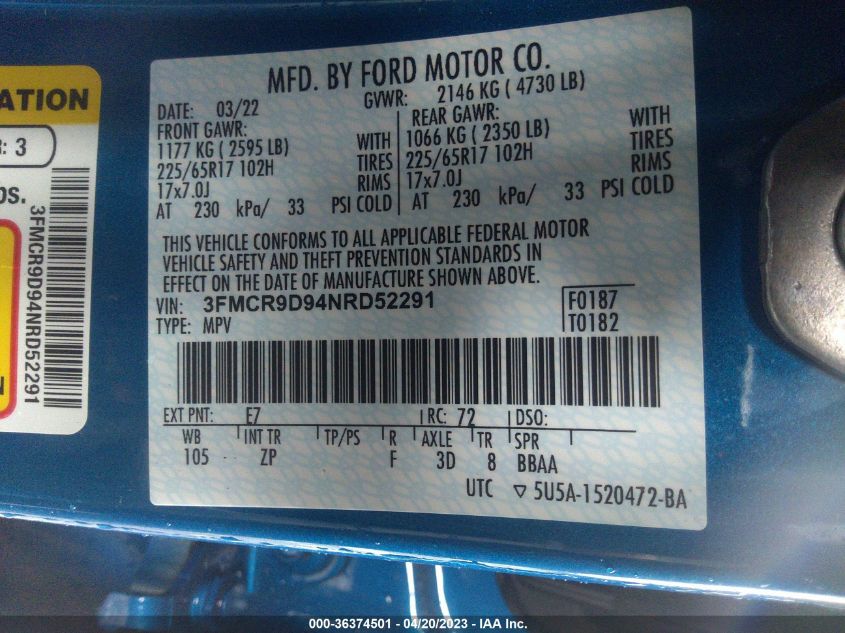 MFD. BY FORD MOTOR CO.
DATE: 03/22 GVWR: 2146 KG ( 4730 LB)
FRONT GAWR: REAR GAWR:
1177 KG ( 2595 LB) WITH 1066 KG ( 2350 LB) WITH
225/65R17 102H TIRES 225/65R17 102H TIRES
17x7.0J RIMS 17x7.0J RIMS
AT 230 kPa/ 33 PSI COLD AT 230 kPa/ 33 PSI COLD
THIS VEHICLE CONFORMS TO ALL APPLICABLE FEDERAL MOTOR
VEHICLE SAFETY AND THEFT PREVENTION STANDARDS IN
EFFECT ON THE DATE OF MANUFACTURE SHOWN ABOVE.
VIN: 3FMCR9D94NRD52291 F0187
TYPE: MPV T0182
EXT PNT: E7 RC: 72 DSO:
WB INT TR TP/PS R AXLE TR SPR
105 ZP F 3D 8 BBAA
UTC ▽ 5U5A-1520472-BA
ATION
R: 3
OS.
3FMCR9D94NRD52291
N
000-36374501 - 04/20/2023 - IAA Inc.